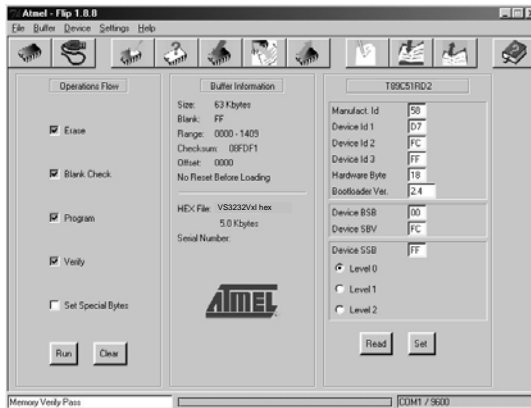 Atmel - Flip 1.8.8
File Buffer Device Settings Help
Operations Flow
Erase
Blank Check
Program
Verify
Set Special Bytes
Run Clear
Buffer Information
Size: 63 Kbytes
Blank: FF
Range: 0000 - 1409
Checksum: 08FDF1
Offset: 0000
No Reset Before Loading
HEX File: VS3232Vxl hex
5.0 Kbytes
Serial Number:
ATMEL
T89C51RD2
Manufact. Id 58
Device Id 1 D7
Device Id 2 FC
Device Id 3 FF
Hardware Byte 18
Bootloader Ver. 2.4
Device BSB 00
Device SBV FC
Device SSB FF
Level 0
Level 1
Level 2
Read Set
Memory Verify Pass
COM1 / 9600